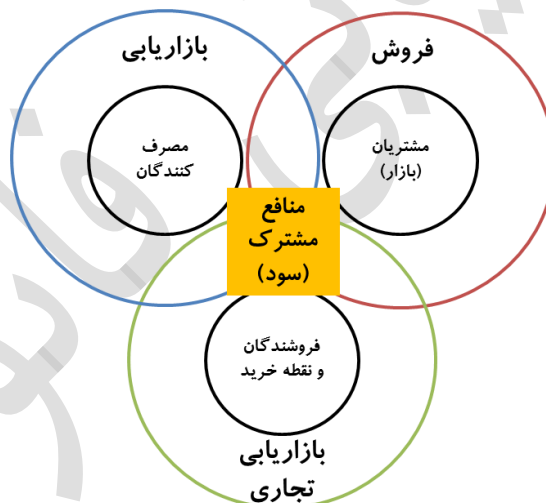 فروش
بازاریابی
مشتریان
(بازار)
مصرف
کنندگان
منافع
مشترک
(سود)
فروشندگان
و نقطه خرید
بازاریابی
تجاری